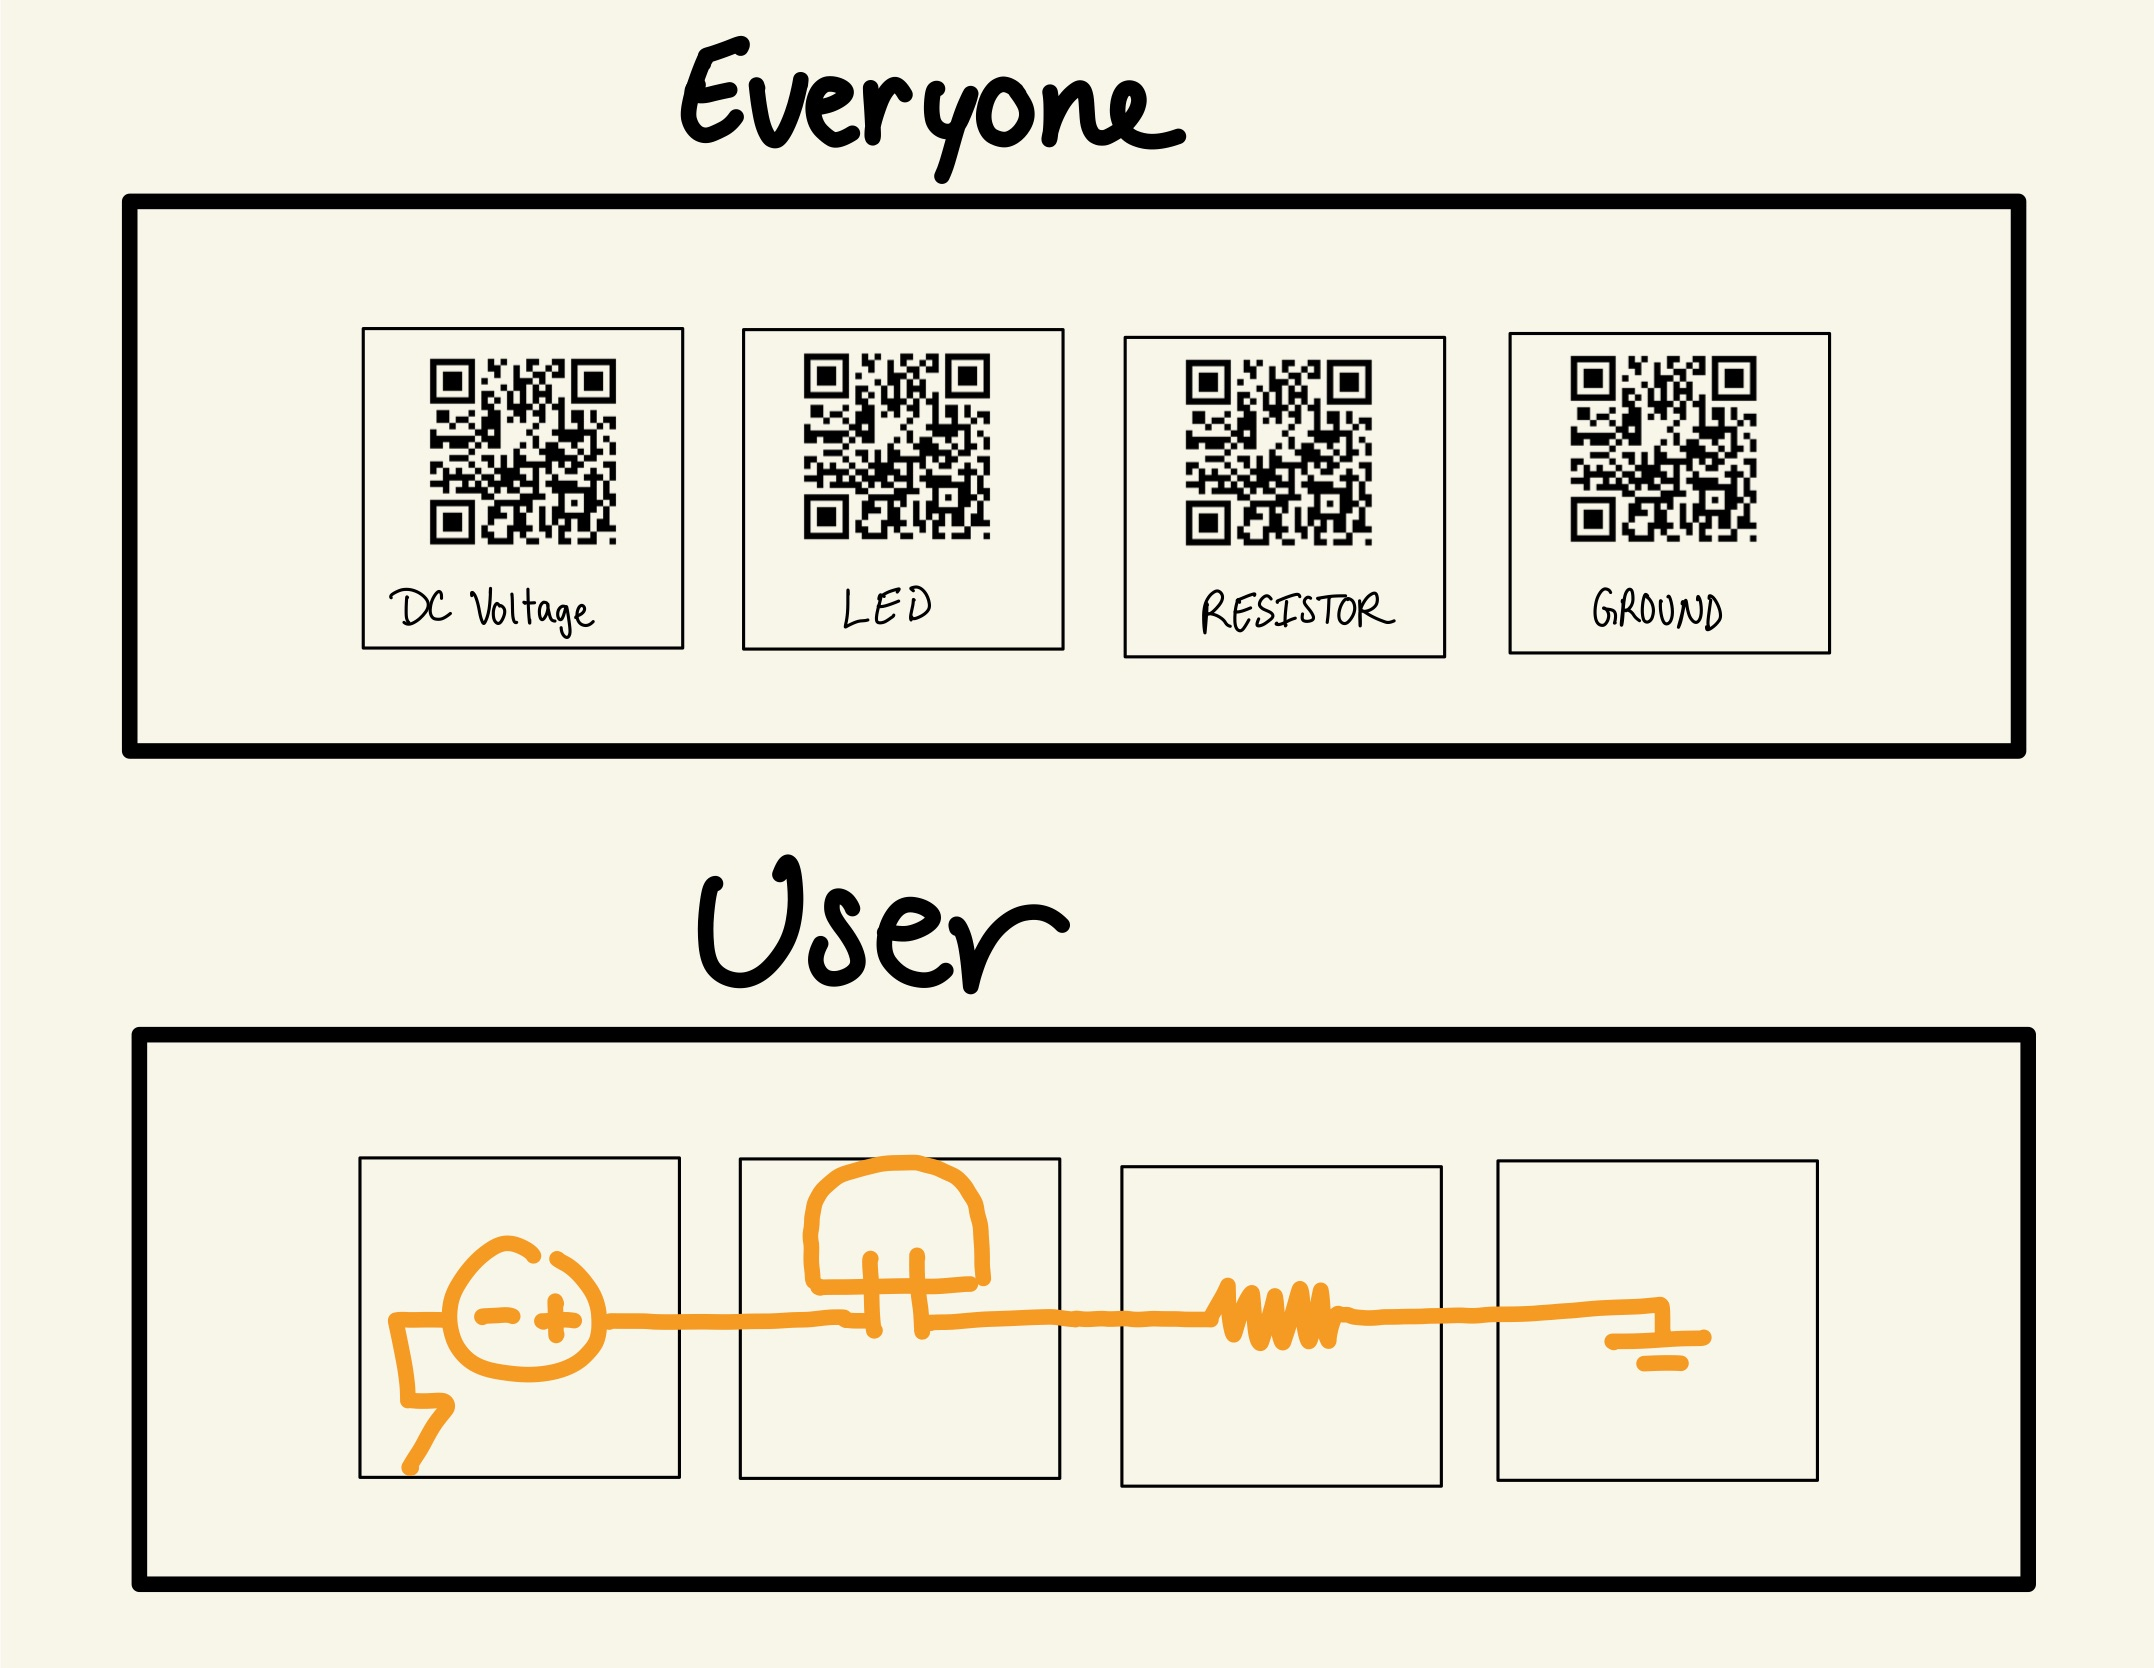 Everyone
DC Voltage
LED
RESISTOR
GROUND
User
- +